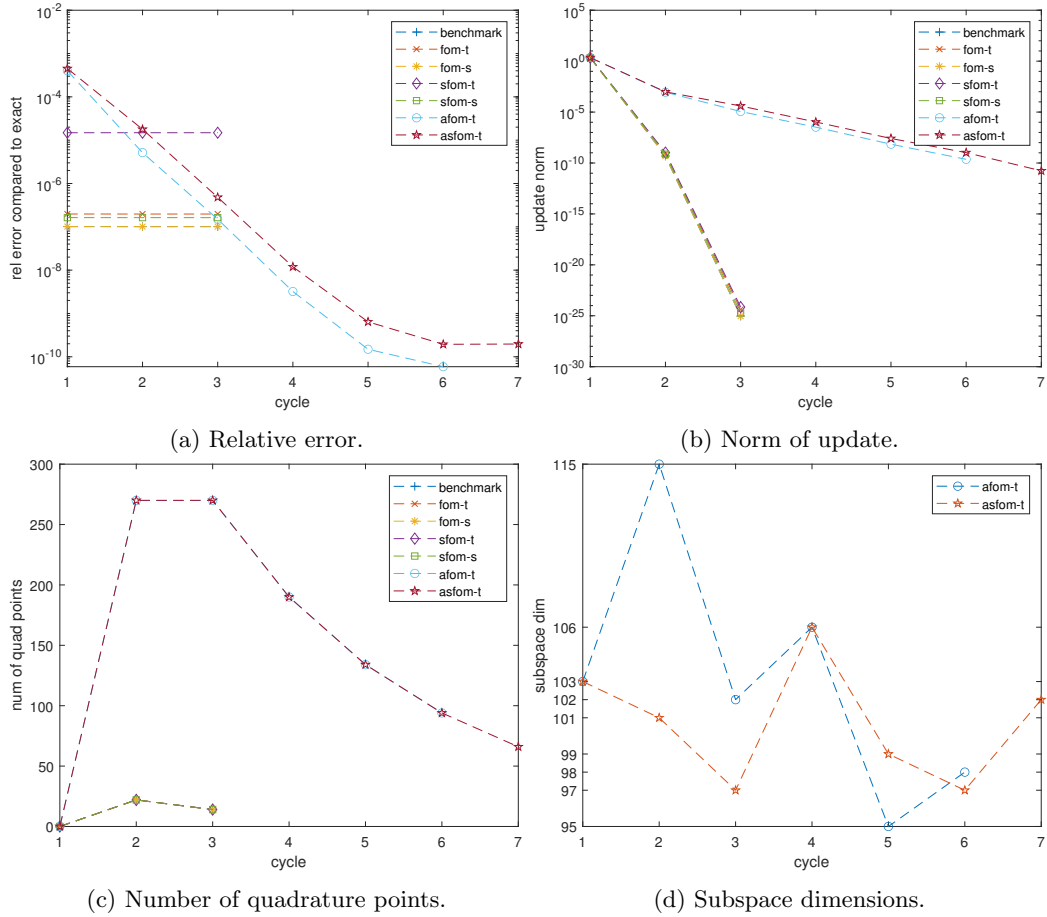 10^-2
10^-4
10^-6
10^-8
10^-10
rel error compared to exact
1 2 3 4 5 6 7
cycle
benchmark
fom-t
fom-s
sfom-t
sfom-s
afom-t
asfom-t
(a) Relative error.
10^5
10^0
10^-5
10^-10
10^-15
10^-20
10^-25
10^-30
update norm
1 2 3 4 5 6 7
cycle
benchmark
fom-t
fom-s
sfom-t
sfom-s
afom-t
asfom-t
(b) Norm of update.
300
250
200
150
100
50
0
num of quad points
1 2 3 4 5 6 7
cycle
benchmark
fom-t
fom-s
sfom-t
sfom-s
afom-t
asfom-t
(c) Number of quadrature points.
115
106
103
102
101
99
98
97
95
subspace dim
1 2 3 4 5 6 7
cycle
afom-t
asfom-t
(d) Subspace dimensions.